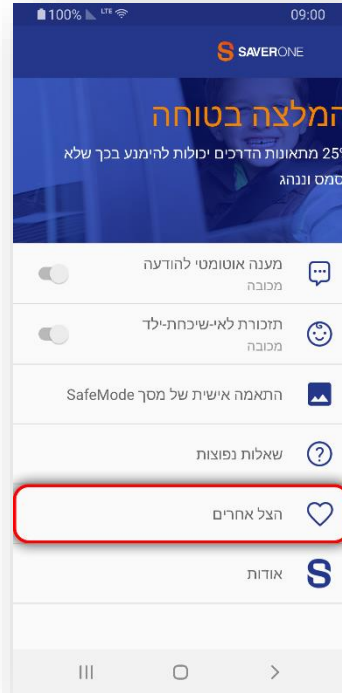 100% LTE 09:00
S SAVERONE
המלצה בטוחה
25% מתאונות הדרכים יכולות להימנע בכך שלא
נסמס וננהג
מענה אוטומטי להודעה
מכובה
תזכורת לאי-שיכחת-ילד
מכובה
התאמה אישית של מסך SafeMode
שאלות נפוצות
הצל אחרים
S אודות